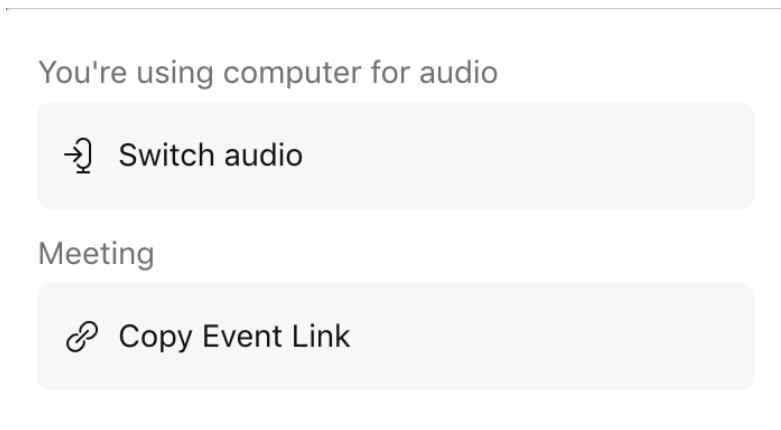 You're using computer for audio
Switch audio
Meeting
Copy Event Link